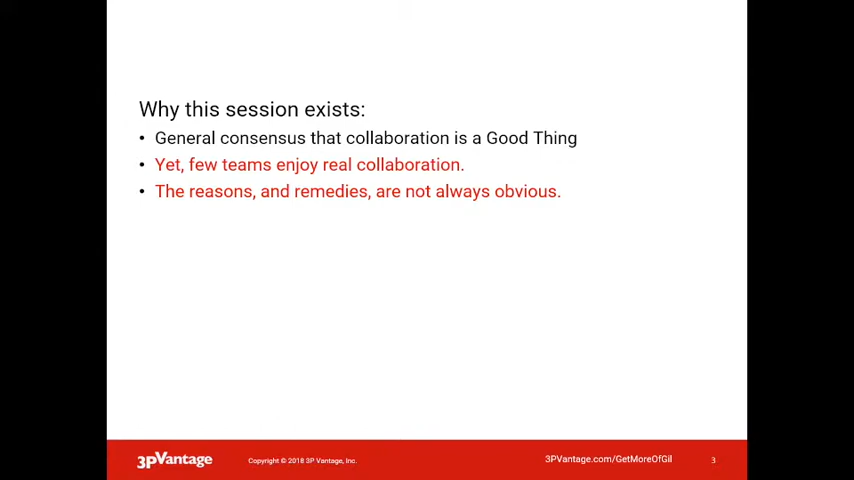 Why this session exists:
• General consensus that collaboration is a Good Thing
• Yet, few teams enjoy real collaboration.
• The reasons, and remedies, are not always obvious.
3PVantage
Copyright © 2018 3P Vantage, Inc.
3PVantage.com/GetMoreOfGil
3